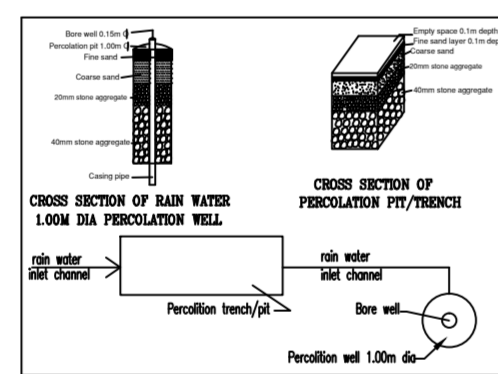 Bore well 0.15m ф
Percolation pit 1.00m ф
Fine sand
Coarse sand
20mm stone aggregate
40mm stone aggregate
Casing pipe
CROSS SECTION OF RAIN WATER
1.00M DIA PERCOLATION WELL
Empty space 0.1m depth
Fine sand layer 0.1m dep
Coarse sand
20mm stone aggregate
40mm stone aggregate
CROSS SECTION OF
PERCOLATION PIT/TRENCH
rain water
inlet channel
Percolition trench/pit
rain water
inlet channel
Bore well
Percolition well 1.00m dia